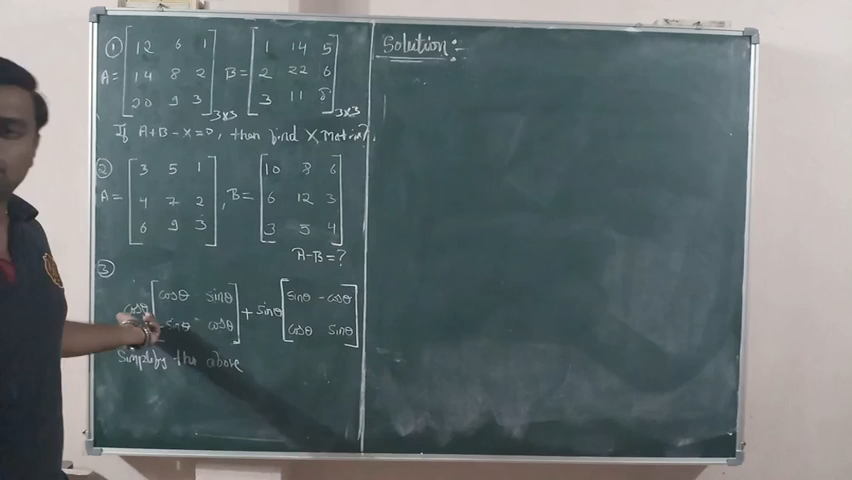 ① A = [ 12 6 1 B = [ 1 14 5
14 8 2 2 22 6
20 9 3 ]3×3 3 11 8 ]3×3
If A+B-X=0, then find X Matrix?
② A = [ 3 5 1 , B = [ 10 8 6
4 7 2 6 12 3
6 9 3 ] 3 5 4 ]
A-B=?
③
cosθ [ cosθ sinθ + sinθ [ sinθ -cosθ
sinθ cosθ ] cosθ sinθ ]
Simplify the above
Solution:-